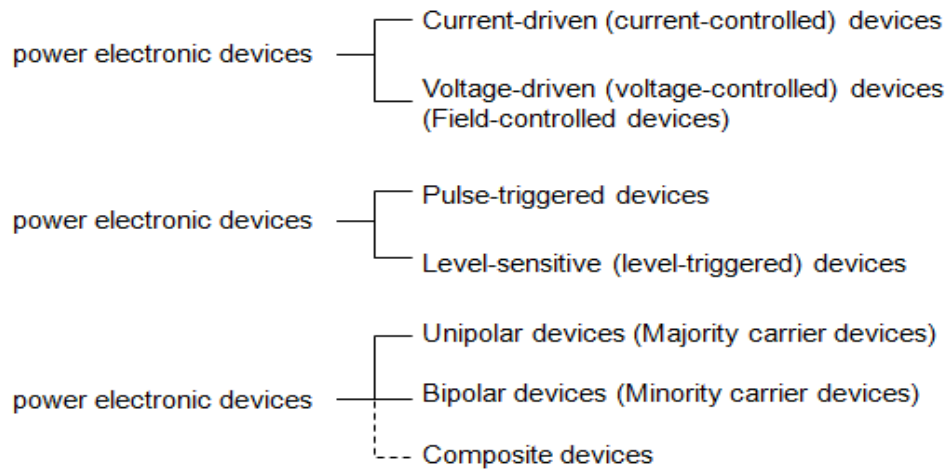 Current-driven (current-controlled) devices
power electronic devices
Voltage-driven (voltage-controlled) devices
(Field-controlled devices)
Pulse-triggered devices
power electronic devices
Level-sensitive (level-triggered) devices
Unipolar devices (Majority carrier devices)
power electronic devices
Bipolar devices (Minority carrier devices)
Composite devices